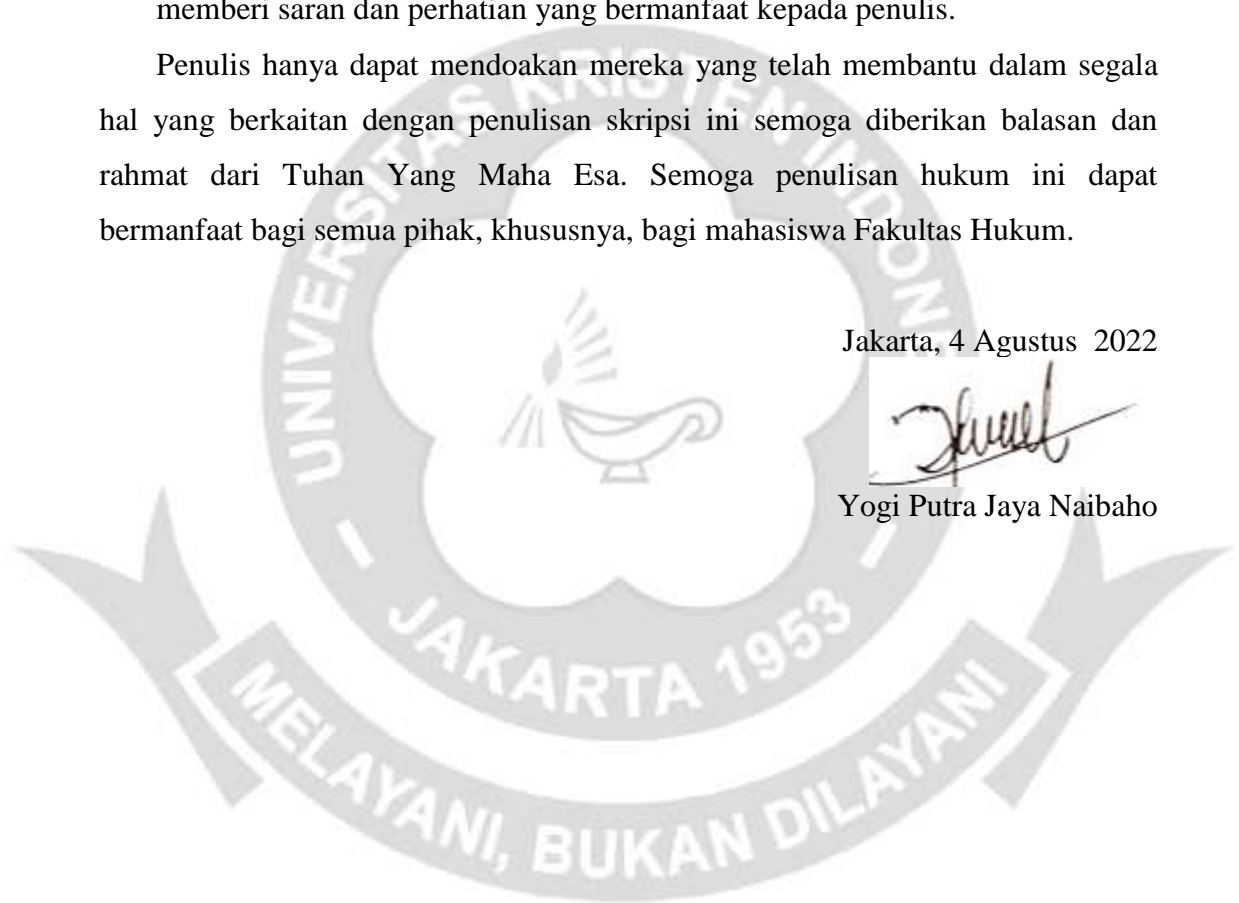 memberi saran dan perhatian yang bermanfaat kepada penulis.
Penulis hanya dapat mendoakan mereka yang telah membantu dalam segala
hal yang berkaitan dengan penulisan skripsi ini semoga diberikan balasan dan
rahmat dari Tuhan Yang Maha Esa. Semoga penulisan hukum ini dapat
bermanfaat bagi semua pihak, khususnya, bagi mahasiswa Fakultas Hukum.
Jakarta, 4 Agustus 2022
Yogi Putra Jaya Naibaho
UNIVERSITAS KRISTEN INDONE
JAKARTA 1953
MELAYANI, BUKAN DILAYANI